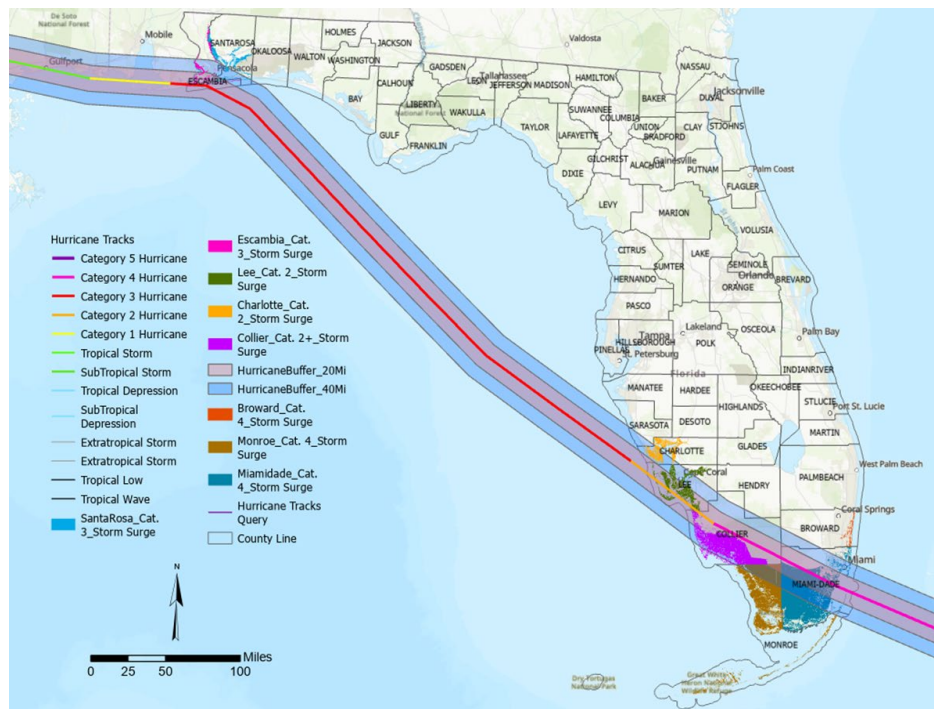 De Soto
National Forest
Mobile
Gulfport
Pensacola
SANTAROSA
OKALOOSA
ESCAMBIA
WALTON
HOLMES
WASHINGTON
JACKSON
BAY
CALHOUN
GULF
LIBERTY
National Forest
FRANKLIN
GADSDEN
LEON
Tallahassee
WAKULLA
JEFFERSON
MADISON
TAYLOR
Valdosta
HAMILTON
SUWANNEE
COLUMBIA
LAFAYETTE
DIXIE
GILCHRIST
BAKER
NASSAU
Jacksonville
DUVAL
UNION
BRADFORD
CLAY
STJOHNS
ALACHUA
Gainesville
PUTNAM
Palm Coast
FLAGLER
LEVY
MARION
VOLUSIA
CITRUS
SUMTER
LAKE
SEMINOLE
HERNANDO
Orlando
ORANGE
BREVARD
PASCO
Tampa
Lakeland
HILLSBOROUGH
POLK
OSCEOLA
Palm Bay
PINELLAS
St. Petersburg
Florida
INDIANRIVER
MANATEE
HARDEE
OKEECHOBEE
HIGHLANDS
STLUCIE
Port St. Lucie
SARASOTA
DESOTO
MARTIN
CHARLOTTE
GLADES
Cape Coral
LEE
HENDRY
PALMBEACH
West Palm Beach
Coral Springs
BROWARD
COLLIER
Miami
MIAMI-DADE
MONROE
Dry Tortugas
National Park
Great White
Heron National
Wildlife Refuge
Hurricane Tracks
Category 5 Hurricane
Category 4 Hurricane
Category 3 Hurricane
Category 2 Hurricane
Category 1 Hurricane
Tropical Storm
SubTropical Storm
Tropical Depression
SubTropical
Depression
Extratropical Storm
Extratropical Storm
Tropical Low
Tropical Wave
SantaRosa_Cat.
3_Storm Surge
Escambia_Cat.
3_Storm Surge
Lee_Cat. 2_Storm
Surge
Charlotte_Cat.
2_Storm Surge
Collier_Cat. 2+_Storm
Surge
HurricaneBuffer_20Mi
HurricaneBuffer_40Mi
Broward_Cat.
4_Storm Surge
Monroe_Cat. 4_Storm
Surge
Miamidade_Cat.
4_Storm Surge
Hurricane Tracks
Query
County Line
N
Miles
0 25 50 100